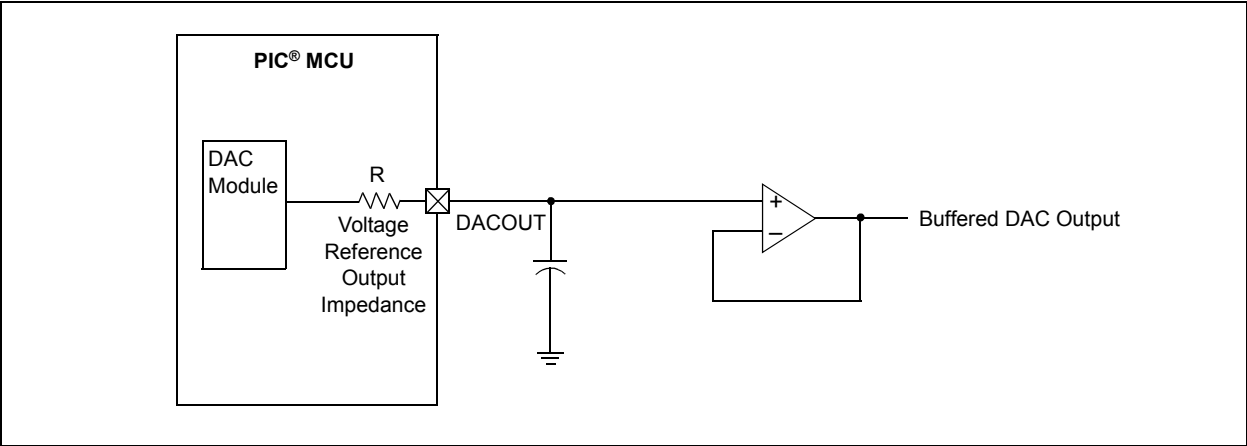 PIC® MCU
DAC
Module
R
Voltage
Reference
Output
Impedance
DACOUT
+
–
Buffered DAC Output